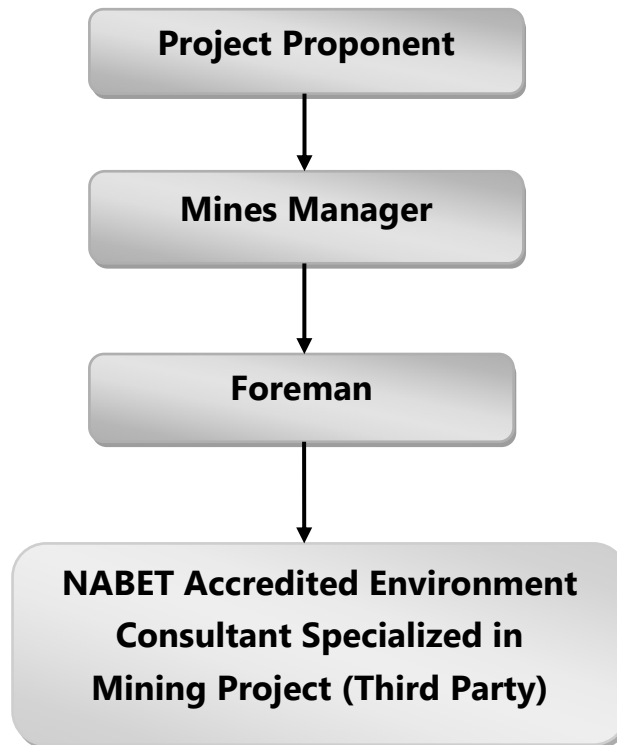 Project Proponent
Mines Manager
Foreman
NABET Accredited Environment
Consultant Specialized in
Mining Project (Third Party)